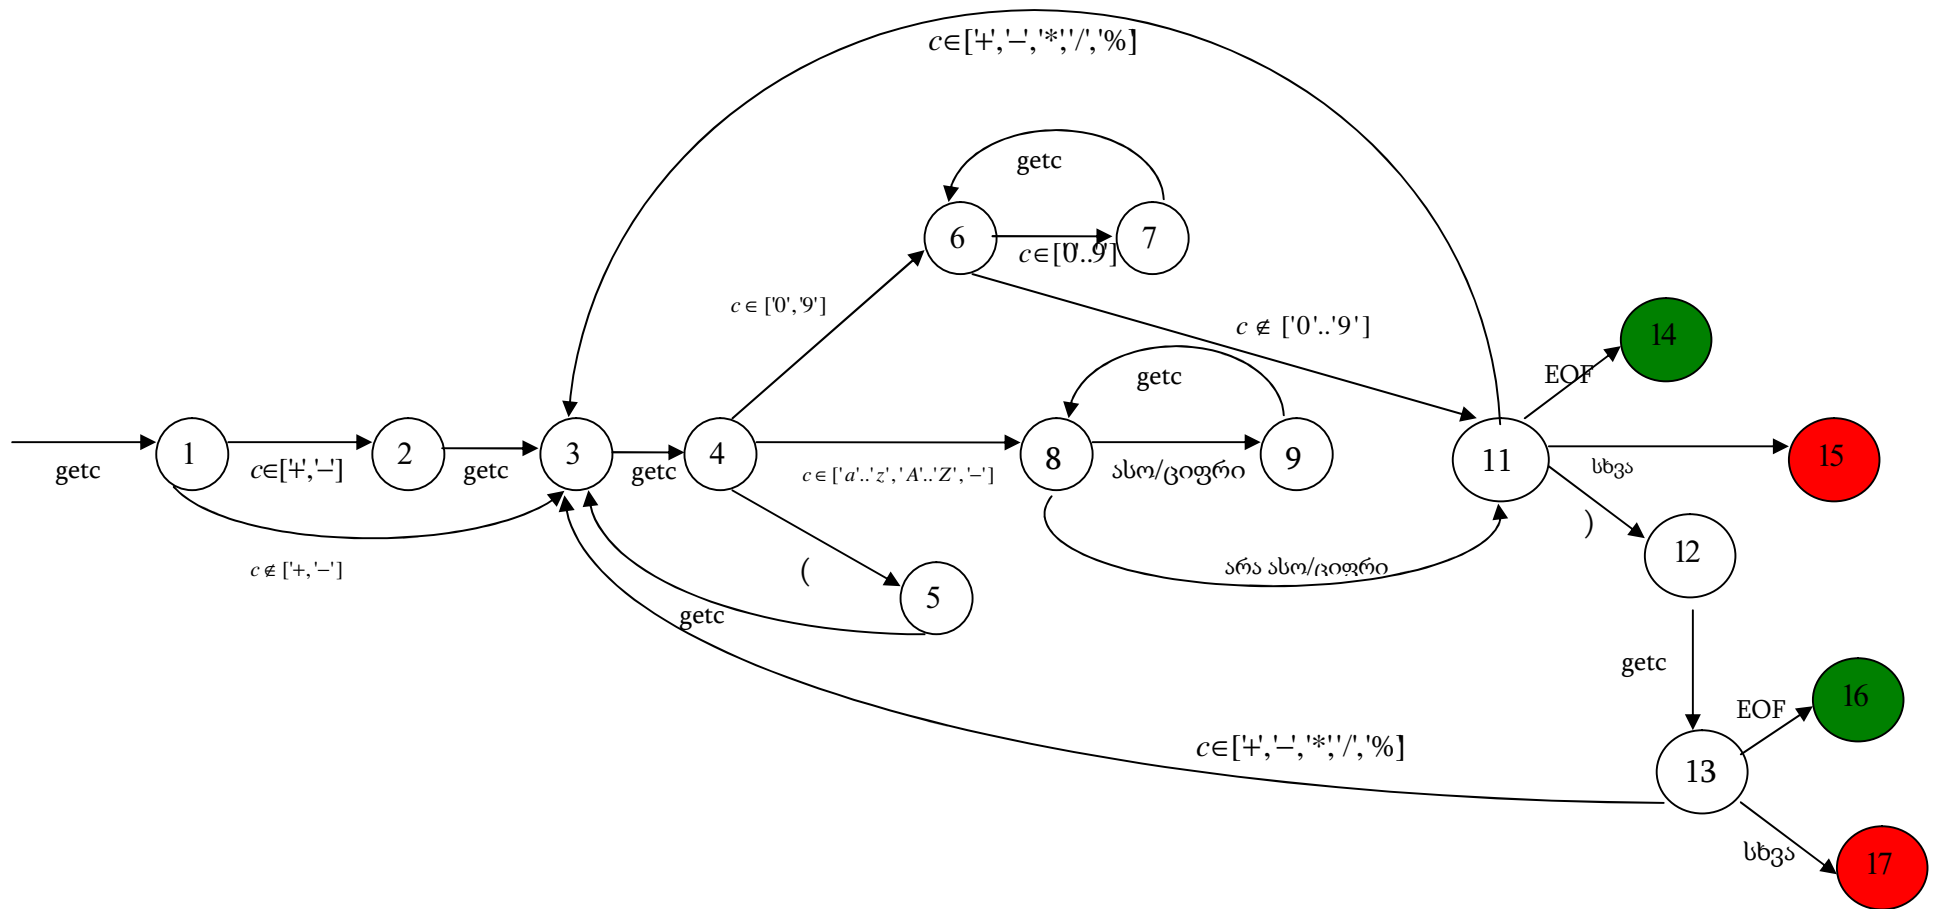 c∈['+','−','*','/','%]
getc
6
7
c∈['0'..'9']
c ∈ ['0','9']
c ∉ ['0'..'9']
14
EOF
getc
1
2
3
4
8
9
11
15
getc
c∈['+','−']
getc
getc
c ∈ ['a'..'z','A'..'Z','−']
ასო/ციფრი
სხვა
c ∉ ['+,'−']
(
5
getc
არა ასო/ციფრი
)
12
getc
EOF
16
c∈['+','−','*','/','%]
13
სხვა
17